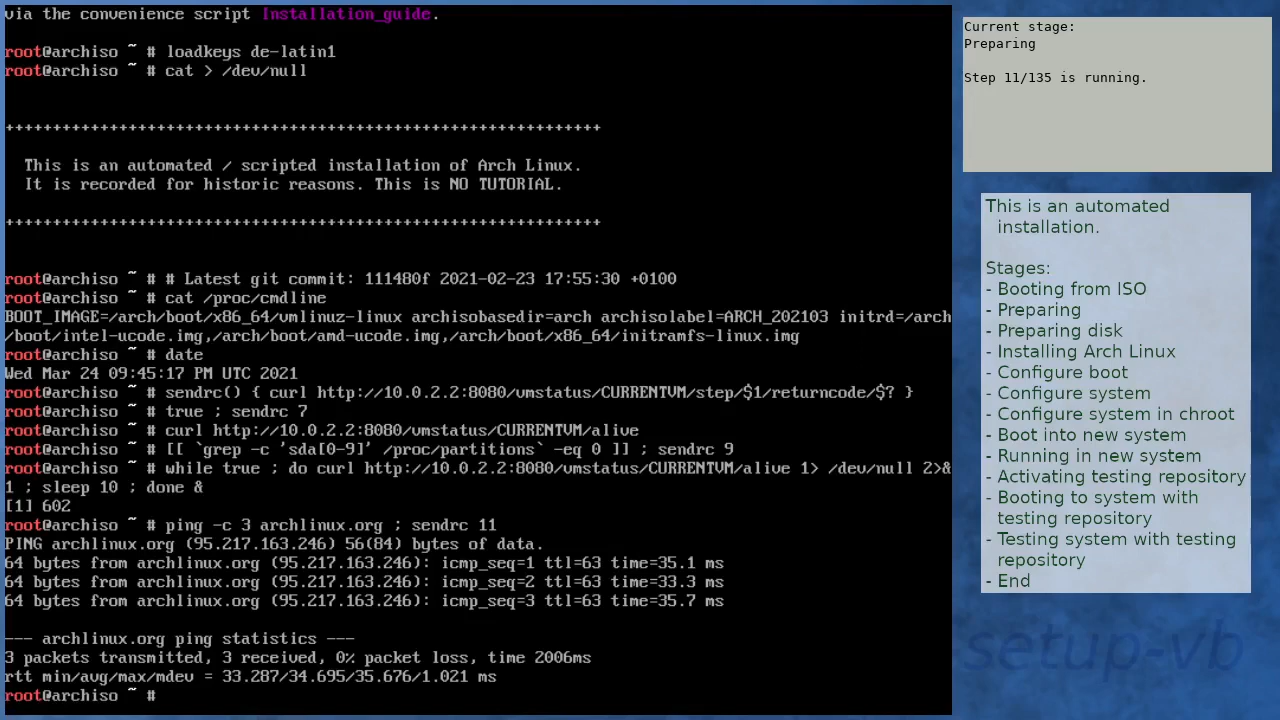 via the convenience script Installation_guide.
root@archiso ~ # loadkeys de-latin1
root@archiso ~ # cat > /dev/null
++++++++++++++++++++++++++++++++++++++++++++++++++++++++++++++++
This is an automated / scripted installation of Arch Linux.
It is recorded for historic reasons. This is NO TUTORIAL.
++++++++++++++++++++++++++++++++++++++++++++++++++++++++++++++++
root@archiso ~ # # Latest git commit: 111480f 2021-02-23 17:55:30 +0100
root@archiso ~ # cat /proc/cmdline
BOOT_IMAGE=/arch/boot/x86_64/vmlinuz-linux archisobasedir=arch archisolabel=ARCH_202103 initrd=/arch
/boot/intel-ucode.img,/arch/boot/amd-ucode.img,/arch/boot/x86_64/initramfs-linux.img
root@archiso ~ # date
Wed Mar 24 09:45:17 PM UTC 2021
root@archiso ~ # sendrc() { curl http://10.0.2.2:8080/vmstatus/CURRENTVM/step/$1/returncode/$? }
root@archiso ~ # true ; sendrc 7
root@archiso ~ # curl http://10.0.2.2:8080/vmstatus/CURRENTVM/alive
root@archiso ~ # [[ `grep -c 'sda[0-9]' /proc/partitions` -eq 0 ]] ; sendrc 9
root@archiso ~ # while true ; do curl http://10.0.2.2:8080/vmstatus/CURRENTVM/alive 1> /dev/null 2>&
1 ; sleep 10 ; done &
[1] 602
root@archiso ~ # ping -c 3 archlinux.org ; sendrc 11
PING archlinux.org (95.217.163.246) 56(84) bytes of data.
64 bytes from archlinux.org (95.217.163.246): icmp_seq=1 ttl=63 time=35.1 ms
64 bytes from archlinux.org (95.217.163.246): icmp_seq=2 ttl=63 time=33.3 ms
64 bytes from archlinux.org (95.217.163.246): icmp_seq=3 ttl=63 time=35.7 ms
--- archlinux.org ping statistics ---
3 packets transmitted, 3 received, 0% packet loss, time 2006ms
rtt min/avg/max/mdev = 33.287/34.695/35.676/1.021 ms
root@archiso ~ #
Current stage:
Preparing
Step 11/135 is running.
This is an automated
installation.
Stages:
- Booting from ISO
- Preparing
- Preparing disk
- Installing Arch Linux
- Configure boot
- Configure system
- Configure system in chroot
- Boot into new system
- Running in new system
- Activating testing repository
- Booting to system with
testing repository
- Testing system with testing
repository
- End
setup-vb